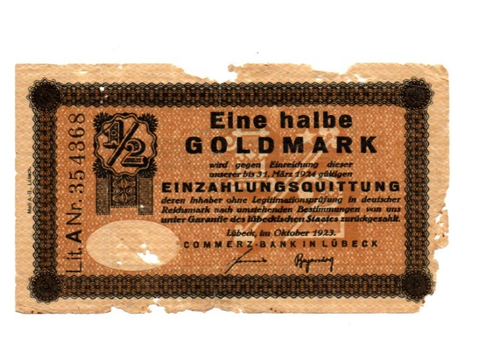 Lit. A Nr. 354368
1/2
Eine halbe
GOLDMARK
wird gegen Einreichung dieser
unserer bis 31. März 1924 gültigen
EINZAHLUNGSQUITTUNG
deren Inhaber ohne Legitimationsprüfung in deutscher
Reichsmark nach umstehenden Bestimmungen von uns
unter Garantie des Lübeckischen Staates zurückgezahlt.
Lübeck, im Oktober 1923.
COMMERZ-BANK IN LÜBECK